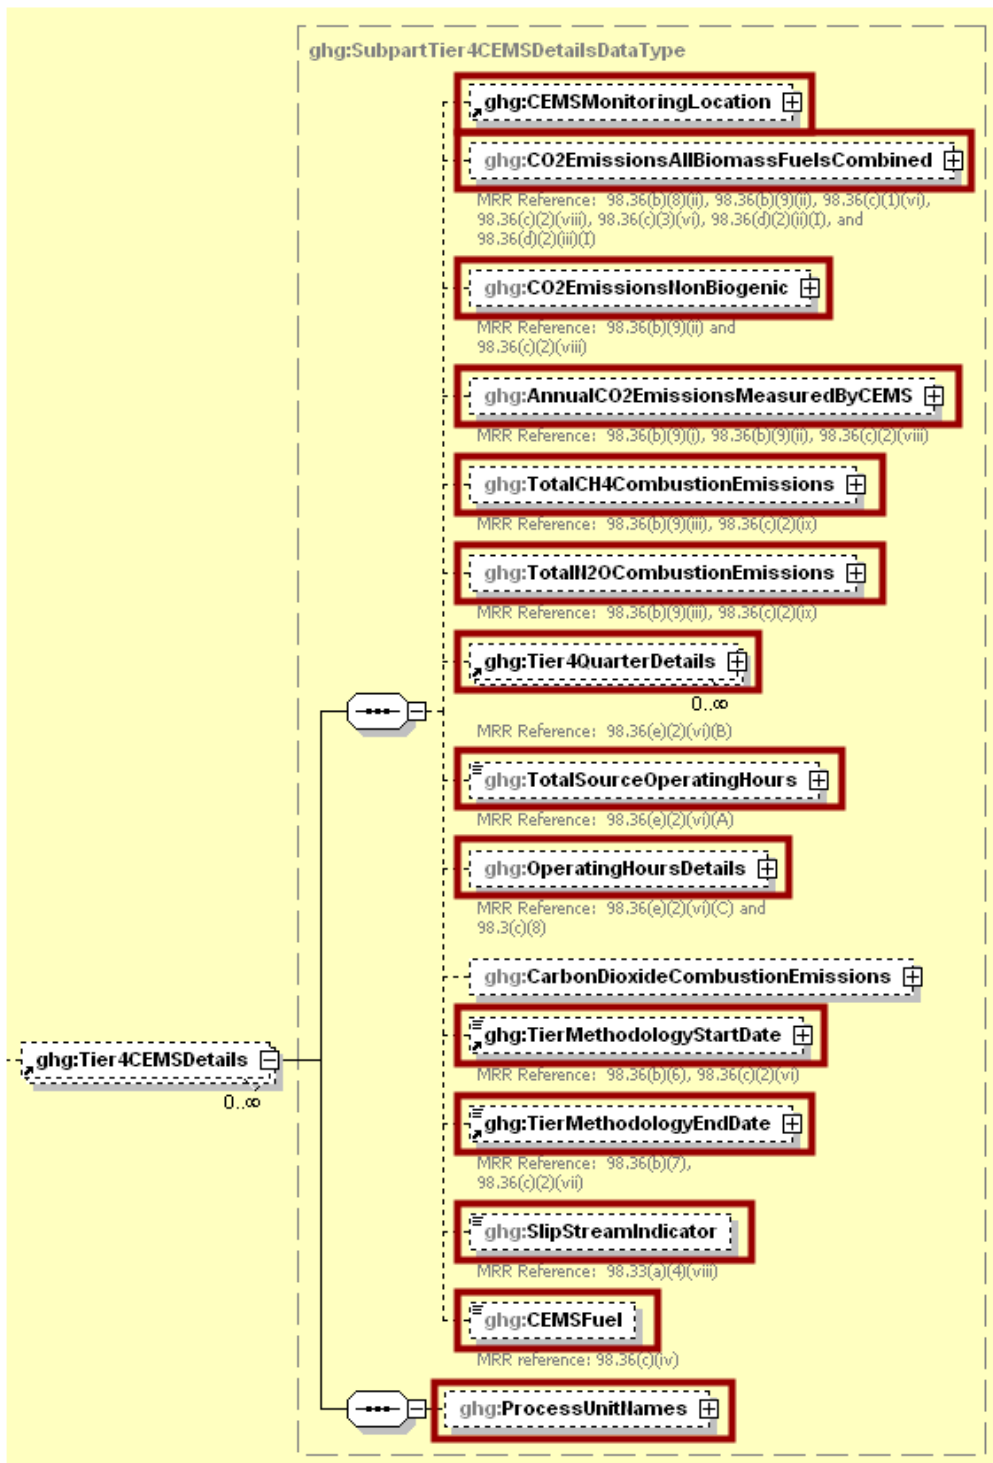 ghg:SubpartTier4CEMSDetailsDataType
ghg:CEMSMonitoringLocation
ghg:CO2EmissionsAllBiomassFuelsCombined
MRR Reference: 98.36(b)(8)(ii), 98.36(b)(9)(ii), 98.36(c)(1)(vi),
98.36(c)(2)(viii), 98.36(c)(3)(vi), 98.36(d)(2)(ii)(I), and
98.36(d)(2)(iii)(I)
ghg:CO2EmissionsNonBiogenic
MRR Reference: 98.36(b)(9)(ii) and
98.36(c)(2)(viii)
ghg:AnnualCO2EmissionsMeasuredByCEMS
MRR Reference: 98.36(b)(9)(i), 98.36(b)(9)(ii), 98.36(c)(2)(viii)
ghg:TotalCH4CombustionEmissions
MRR Reference: 98.36(b)(9)(iii), 98.36(c)(2)(ix)
ghg:TotalN2OCombustionEmissions
MRR Reference: 98.36(b)(9)(iii), 98.36(c)(2)(ix)
ghg:Tier4QuarterDetails
0..∞
MRR Reference: 98.36(e)(2)(vi)(B)
ghg:TotalSourceOperatingHours
MRR Reference: 98.36(e)(2)(vi)(A)
ghg:OperatingHoursDetails
MRR Reference: 98.36(e)(2)(vi)(C) and
98.3(c)(8)
ghg:CarbonDioxideCombustionEmissions
ghg:TierMethodologyStartDate
MRR Reference: 98.36(b)(6), 98.36(c)(2)(vi)
ghg:Tier4CEMSDetails
0..∞
ghg:TierMethodologyEndDate
MRR Reference: 98.36(b)(7),
98.36(c)(2)(vii)
ghg:SlipStreamIndicator
MRR Reference: 98.33(a)(4)(viii)
ghg:CEMSFuel
MRR reference: 98.36(c)(iv)
ghg:ProcessUnitNames